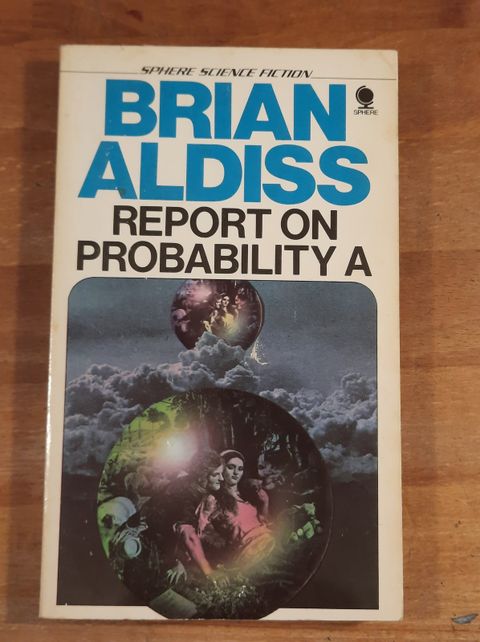 SPHERE SCIENCE FICTION
BRIAN
ALDISS
SPHERE
REPORT ON
PROBABILITY A